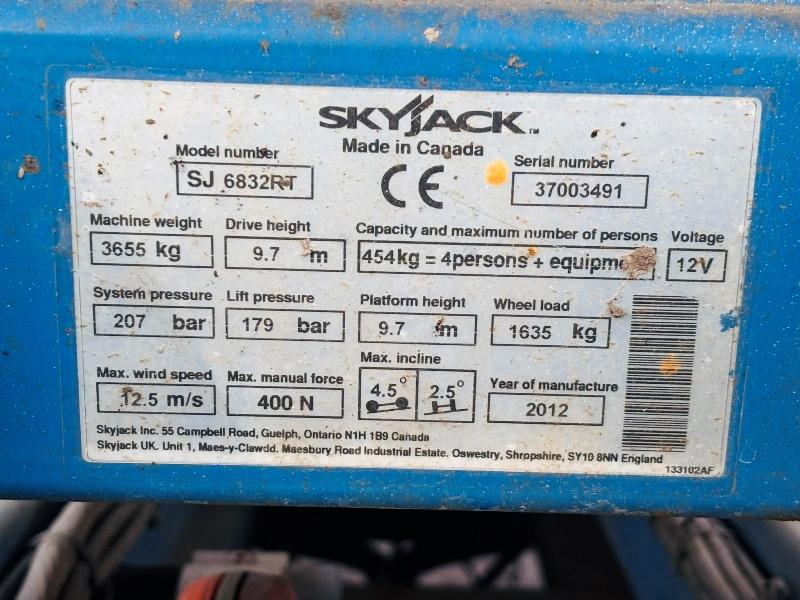 SKYJACK TM
Made in Canada
Model number
SJ 6832RT
CE
Serial number
37003491
Machine weight
3655 kg
Drive height
9.7 m
Capacity and maximum number of persons
454kg = 4persons + equipme
Voltage
12V
System pressure
207 bar
Lift pressure
179 bar
Platform height
9.7 m
Wheel load
1635 kg
Max. wind speed
12.5 m/s
Max. manual force
400 N
Max. incline
4.5° 2.5°
Year of manufacture
2012
Skyjack Inc. 55 Campbell Road, Guelph, Ontario N1H 1B9 Canada
Skyjack UK. Unit 1, Maes-y-Clawdd. Maesbury Road Industrial Estate. Oswestry, Shropshire, SY10 8NN England
133102AF